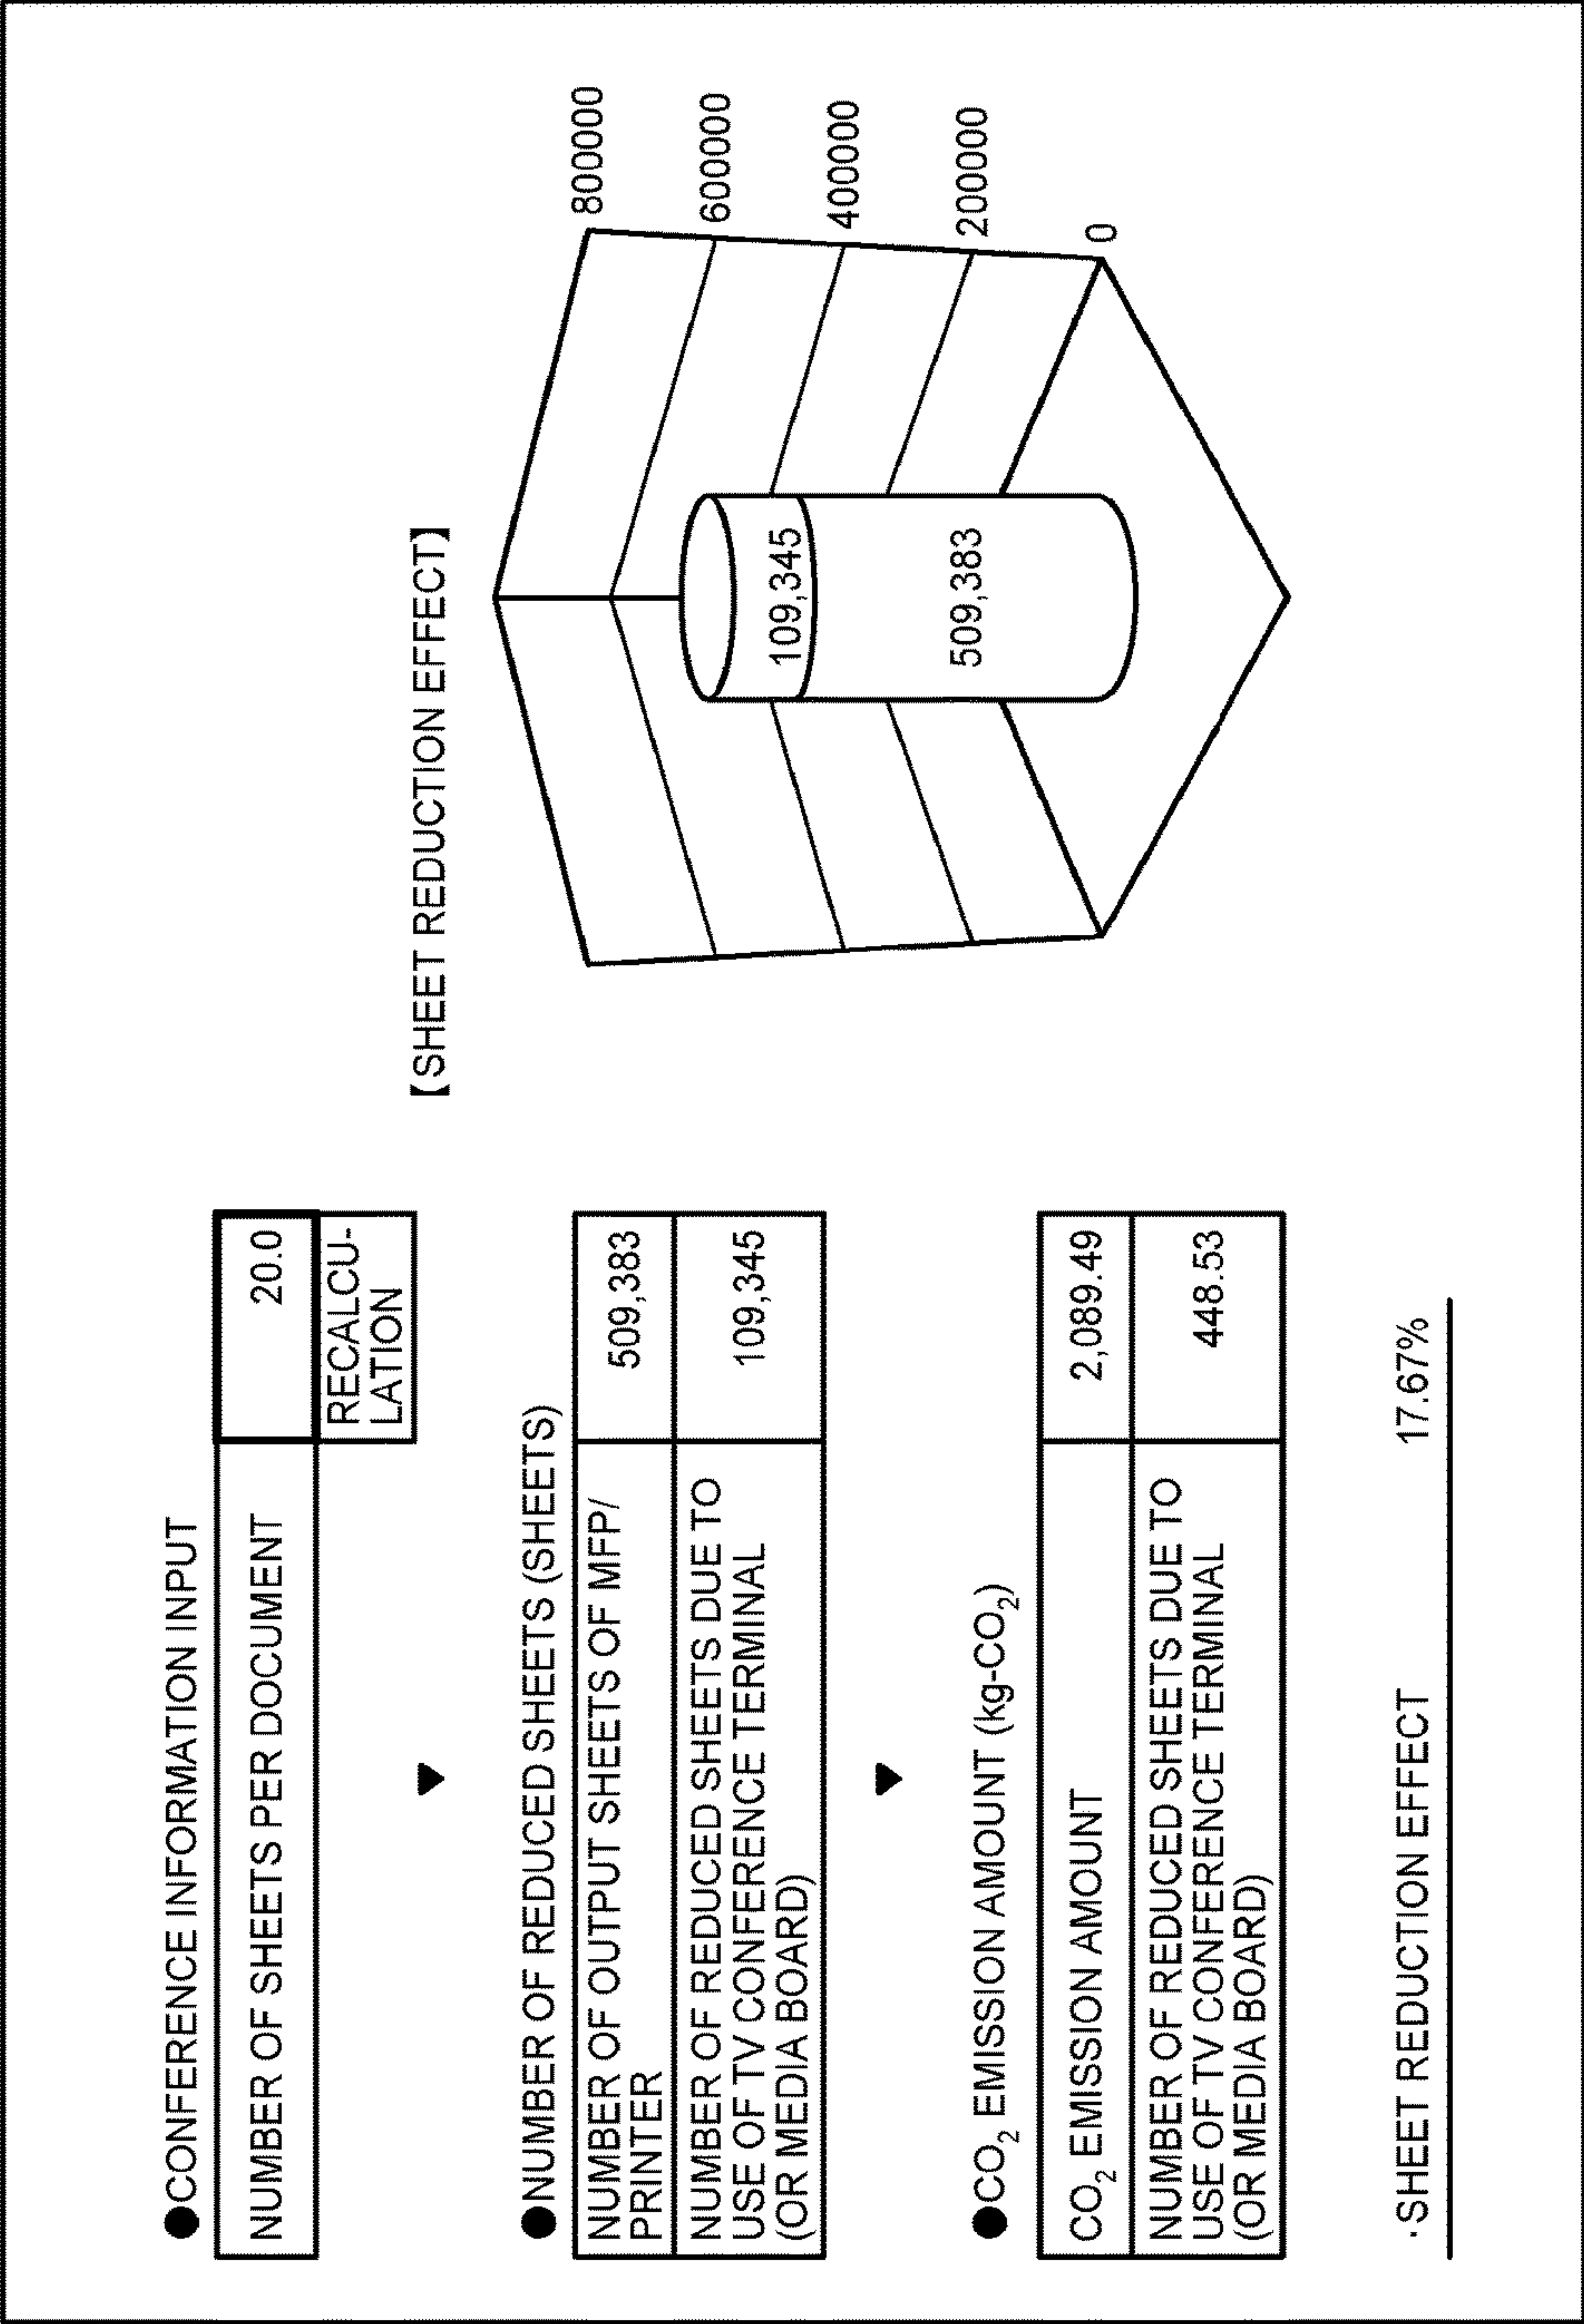 ●CONFERENCE INFORMATION INPUT
NUMBER OF SHEETS PER DOCUMENT 20.0
RECALCU-
LATION
▼
●NUMBER OF REDUCED SHEETS (SHEETS)
NUMBER OF OUTPUT SHEETS OF MFP/ 509,383
PRINTER
NUMBER OF REDUCED SHEETS DUE TO
USE OF TV CONFERENCE TERMINAL 109,345
(OR MEDIA BOARD)
▼
●CO₂ EMISSION AMOUNT (kg-CO₂)
CO₂ EMISSION AMOUNT 2,089.49
NUMBER OF REDUCED SHEETS DUE TO
USE OF TV CONFERENCE TERMINAL 448.53
(OR MEDIA BOARD)
·SHEET REDUCTION EFFECT 17.67%
【SHEET REDUCTION EFFECT】
800000
600000
400000
200000
0
109,345
509,383